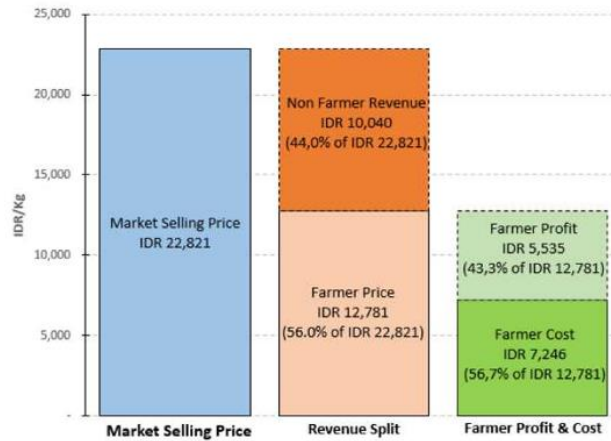 25,000
20,000
15,000
10,000
5,000
-
IDR/Kg
Market Selling Price
IDR 22,821
Non Farmer Revenue
IDR 10,040
(44,0% of IDR 22,821)
Farmer Price
IDR 12,781
(56.0% of IDR 22,821)
Farmer Profit
IDR 5,535
(43,3% of IDR 12,781)
Farmer Cost
IDR 7,246
(56,7% of IDR 12,781)
Market Selling Price
Revenue Split
Farmer Profit & Cost